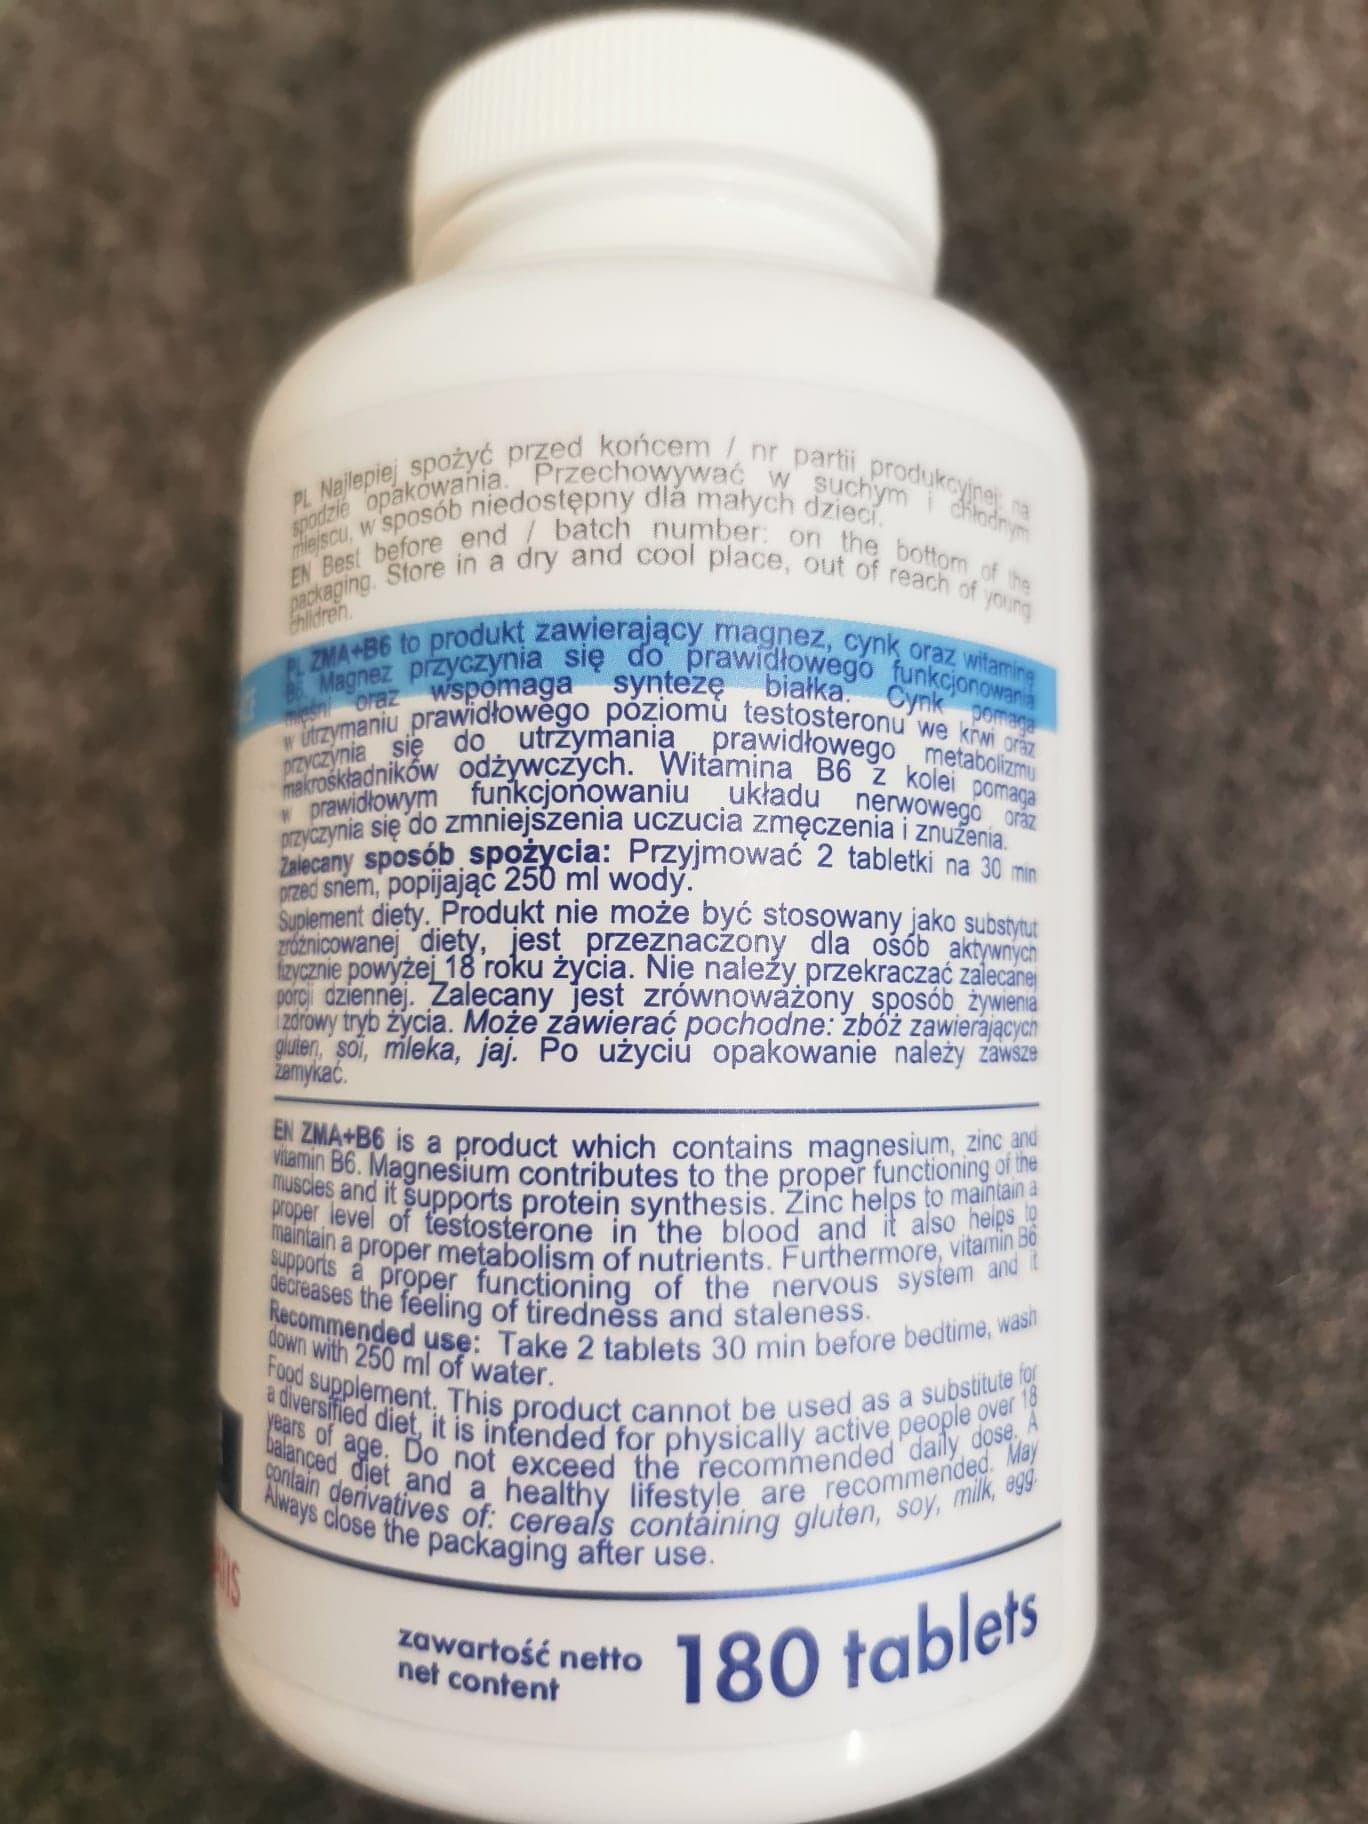 PL Najlepiej spożyć przed końcem / nr partii produkcyjnej: na
spodzie opakowania. Przechowywać w suchym i chłodnym
miejscu, w sposób niedostępny dla małych dzieci.
EN Best before end / batch number: on the bottom of the
packaging. Store in a dry and cool place, out of reach of young
children.
PL ZMA+B6 to produkt zawierający magnez, cynk oraz witaminę
B6. Magnez przyczynia się do prawidłowego funkcjonowania
mięśni oraz wspomaga syntezę białka. Cynk pomaga
w utrzymaniu prawidłowego poziomu testosteronu we krwi oraz
przyczynia się do utrzymania prawidłowego metabolizmu
makroskładników odżywczych. Witamina B6 z kolei pomaga
w prawidłowym funkcjonowaniu układu nerwowego oraz
przyczynia się do zmniejszenia uczucia zmęczenia i znużenia.
Zalecany sposób spożycia: Przyjmować 2 tabletki na 30 min
przed snem, popijając 250 ml wody.
Suplement diety. Produkt nie może być stosowany jako substytut
zróżnicowanej diety, jest przeznaczony dla osób aktywnych
fizycznie powyżej 18 roku życia. Nie należy przekraczać zalecanej
porcji dziennej. Zalecany jest zrównoważony sposób żywienia
i zdrowy tryb życia. Może zawierać pochodne: zbóż zawierających
gluten, soi, mleka, jaj. Po użyciu opakowanie należy zawsze
zamykać.
EN ZMA+B6 is a product which contains magnesium, zinc and
vitamin B6. Magnesium contributes to the proper functioning of the
muscles and it supports protein synthesis. Zinc helps to maintain a
proper level of testosterone in the blood and it also helps to
maintain a proper metabolism of nutrients. Furthermore, vitamin B6
supports a proper functioning of the nervous system and it
decreases the feeling of tiredness and staleness.
Recommended use: Take 2 tablets 30 min before bedtime, wash
down with 250 ml of water.
Food supplement. This product cannot be used as a substitute for
a diversified diet, it is intended for physically active people over 18
years of age. Do not exceed the recommended daily dose. A
balanced diet and a healthy lifestyle are recommended. May
contain derivatives of: cereals containing gluten, soy, milk, egg.
Always close the packaging after use.
zawartość netto
net content
180 tablets